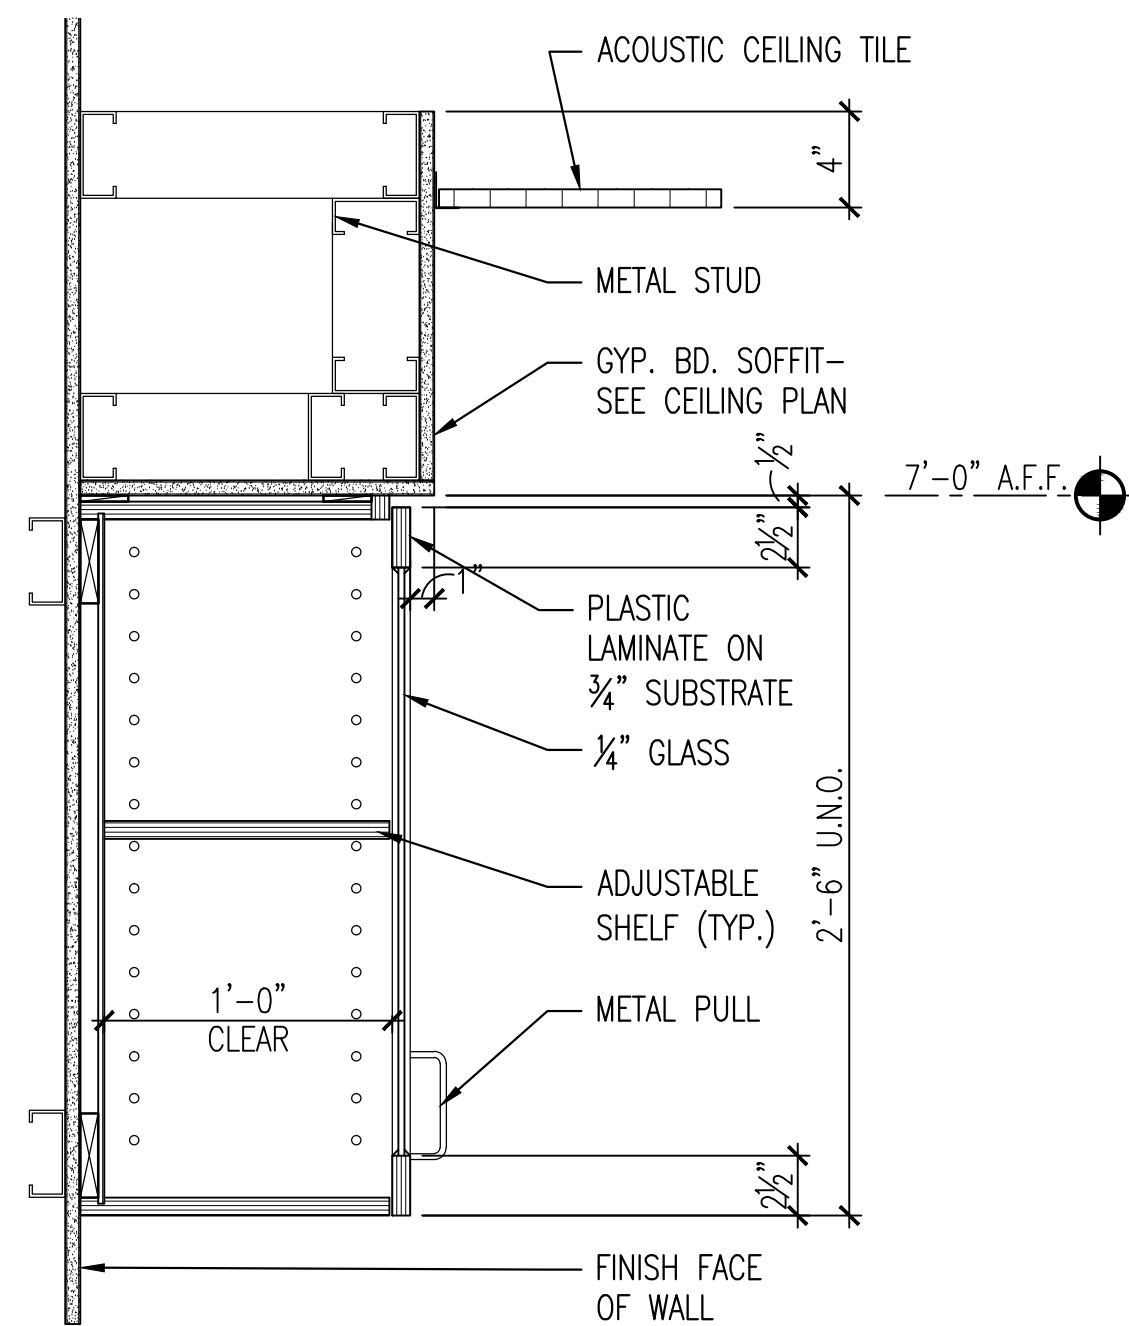 ACOUSTIC CEILING TILE
4"
METAL STUD
GYP. BD. SOFFIT-
SEE CEILING PLAN
½"
7'-0" A.F.F.
2½"
1"
PLASTIC
LAMINATE ON
¾" SUBSTRATE
¼" GLASS
2'-6" U.N.O.
ADJUSTABLE
SHELF (TYP.)
1'-0"
CLEAR
METAL PULL
2½"
FINISH FACE
OF WALL